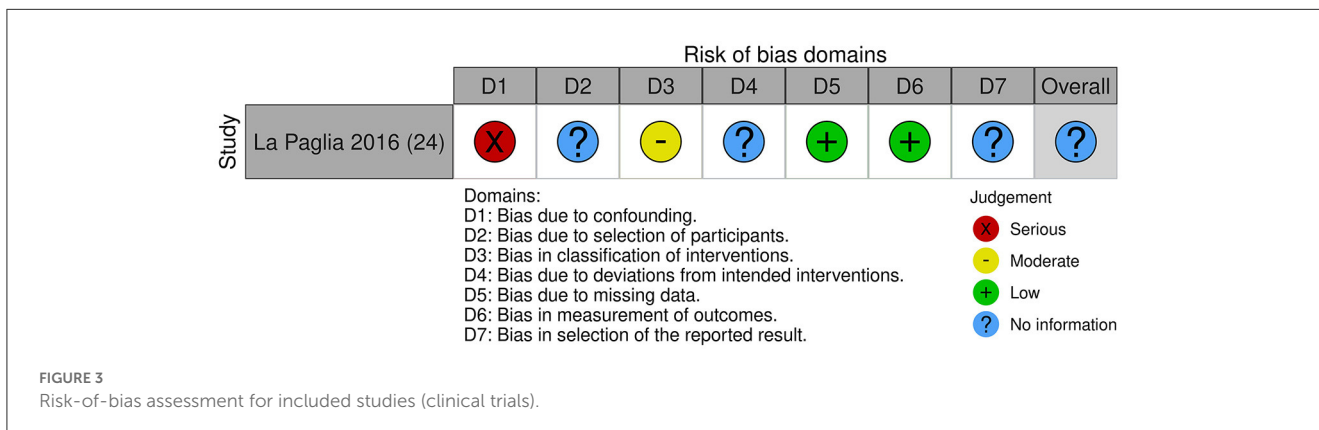 Risk of bias domains
D1 D2 D3 D4 D5 D6 D7 Overall
Study
La Paglia 2016 (24) X ? - ? + + ? ?
Domains:
D1: Bias due to confounding.
D2: Bias due to selection of participants.
D3: Bias in classification of interventions.
D4: Bias due to deviations from intended interventions.
D5: Bias due to missing data.
D6: Bias in measurement of outcomes.
D7: Bias in selection of the reported result.
Judgement
X Serious
- Moderate
+ Low
? No information
FIGURE 3
Risk-of-bias assessment for included studies (clinical trials).